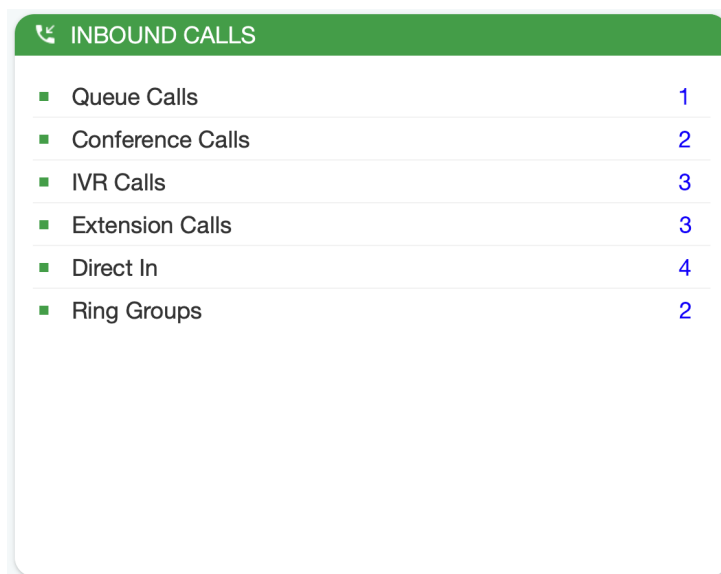 INBOUND CALLS
Queue Calls 1
Conference Calls 2
IVR Calls 3
Extension Calls 3
Direct In 4
Ring Groups 2